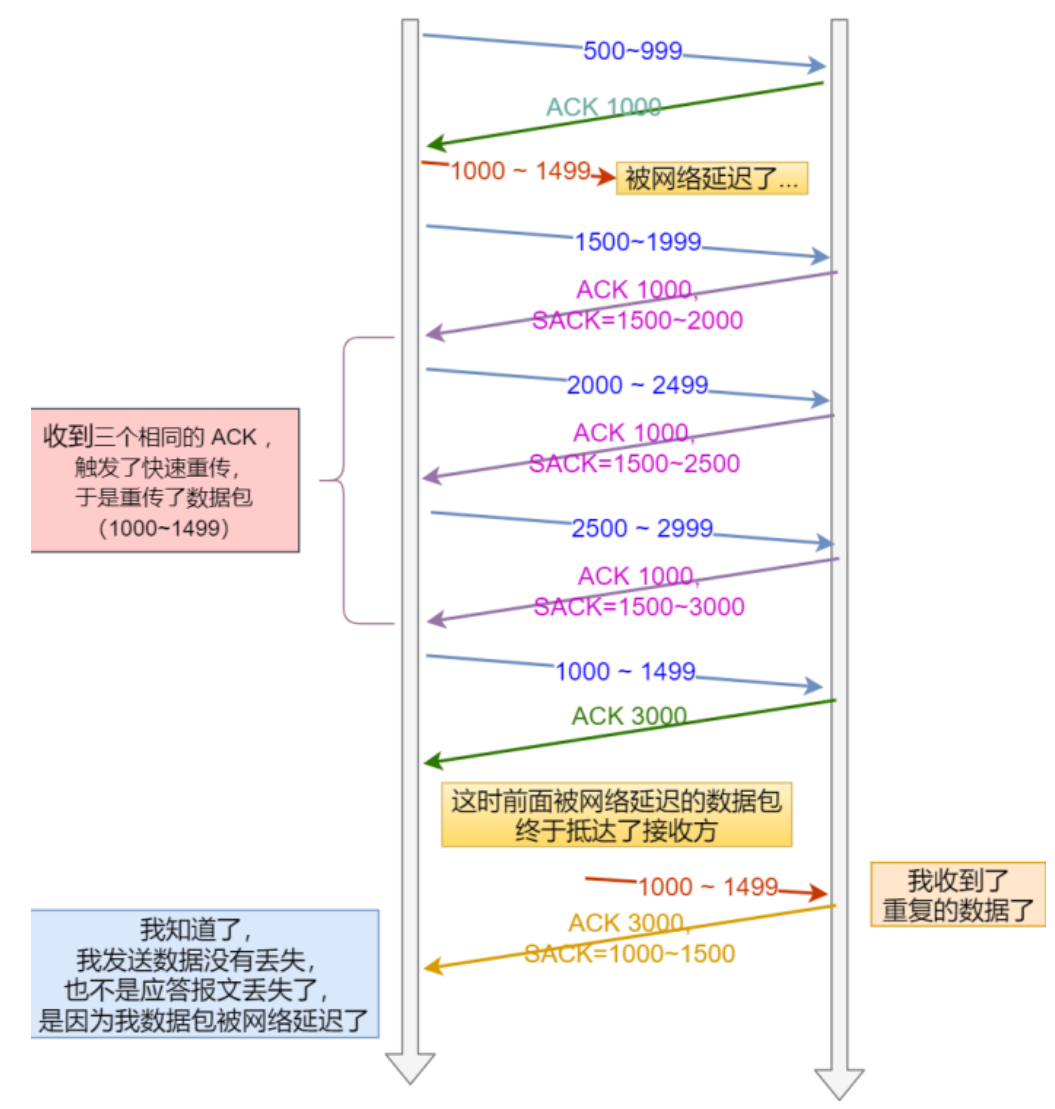 500~999
ACK 1000
1000 ~ 1499
被网络延迟了...
1500~1999
ACK 1000,
SACK=1500~2000
2000 ~ 2499
ACK 1000,
SACK=1500~2500
收到三个相同的 ACK ，
触发了快速重传，
于是重传了数据包
（1000~1499）
2500 ~ 2999
ACK 1000,
SACK=1500~3000
1000 ~ 1499
ACK 3000
这时前面被网络延迟的数据包
终于抵达了接收方
1000 ~ 1499
我收到了
重复的数据了
ACK 3000,
SACK=1000~1500
我知道了，
我发送数据没有丢失，
也不是应答报文丢失了，
是因为我数据包被网络延迟了